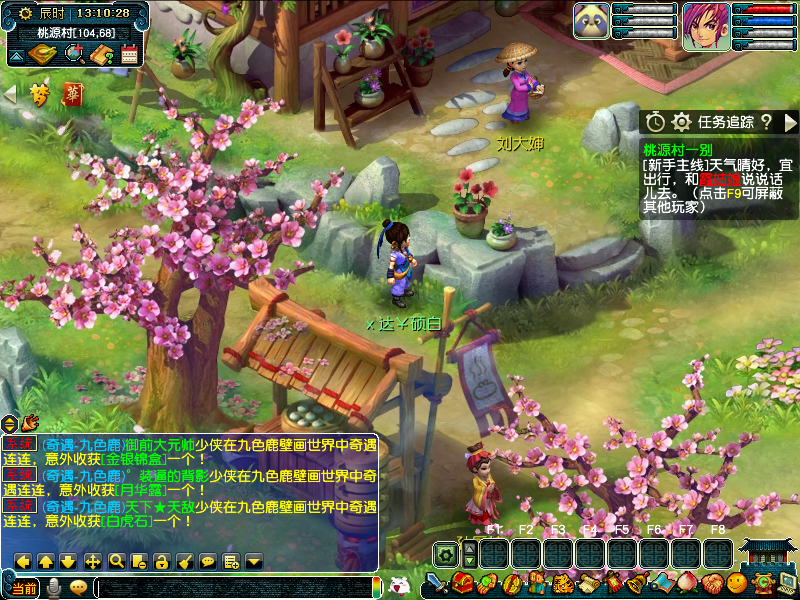 辰时 13:10:28
桃源村[104,68]
梦
華
刘大婶
任务追踪 ?
桃源村一别
[新手主线]天气晴好，宜
出行，和
说说话
儿去。（点击F9可屏蔽
其他玩家）
x达￥硕白
(奇遇-九色鹿)御前大元帅少侠在九色鹿壁画世界中奇遇
连连，意外收获[金银锦盒]一个！
(奇遇-九色鹿) 装逼的背影少侠在九色鹿壁画世界中奇
遇连连，意外收获[月华露]一个！
(奇遇-九色鹿)天下★天敌少侠在九色鹿壁画世界中奇遇
连连，意外收获[白虎石]一个！
F1 F2 F3 F4 F5 F6 F7 F8
当前